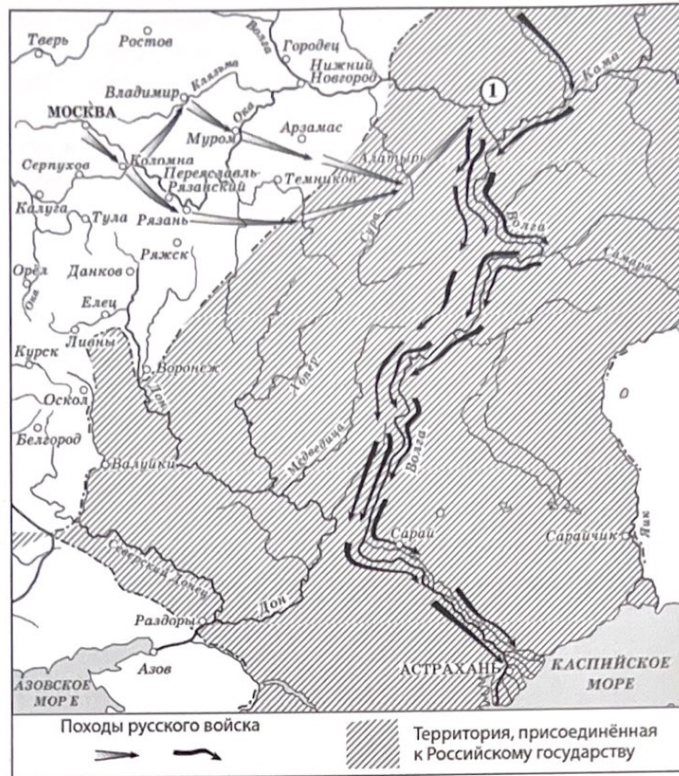 Тверь
Ростов
Волга
Городец
Нижний
Новгород
Клязьма
Владимир
Кама
1
МОСКВА
Ока
Муром
Арзамас
Алатырь
Серпухов
Коломна
Переяславль-
Рязанский
Темников
Калуга
Тула
Рязань
Сура
Волга
Ряжск
Самара
Орёл
Ока
Данков
Елец
Ливны
Курск
Воронеж
Хопёр
Оскол
Дон
Белгород
Медведица
Волга
Валуйки
Сарай
Сарайчик
Яик
Северский Донец
Раздоры
Дон
Азов
АСТРАХАНЬ
КАСПИЙСКОЕ
МОРЕ
АЗОВСКОЕ
МОРЕ
Походы русского войска
Территория, присоединённая
к Российскому государству